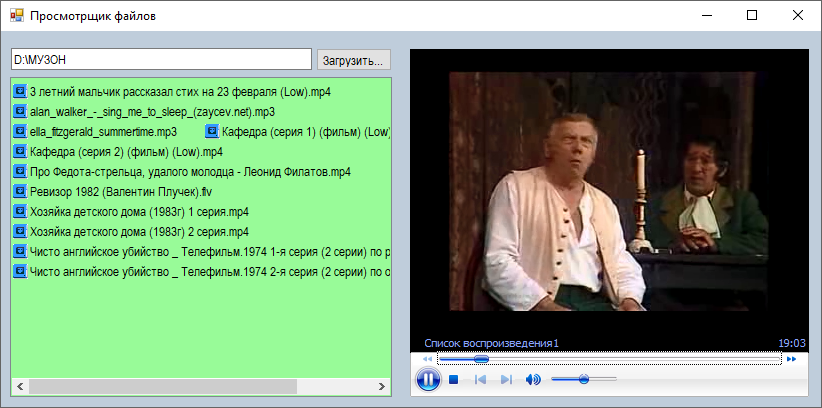 Просмотрщик файлов
D:\МУЗОН
Загрузить...
3 летний мальчик рассказал стих на 23 февраля (Low).mp4
alan_walker_-_sing_me_to_sleep_(zaycev.net).mp3
ella_fitzgerald_summertime.mp3 Кафедра (серия 1) (фильм) (Low)
Кафедра (серия 2) (фильм) (Low).mp4
Про Федота-стрельца, удалого молодца - Леонид Филатов.mp4
Ревизор 1982 (Валентин Плучек).flv
Хозяйка детского дома (1983г) 1 серия.mp4
Хозяйка детского дома (1983г) 2 серия.mp4
Чисто английское убийство _ Телефильм.1974 1-я серия (2 серии) по р
Чисто английское убийство _ Телефильм.1974 2-я серия (2 серии) по о
Список воспроизведения1 19:03